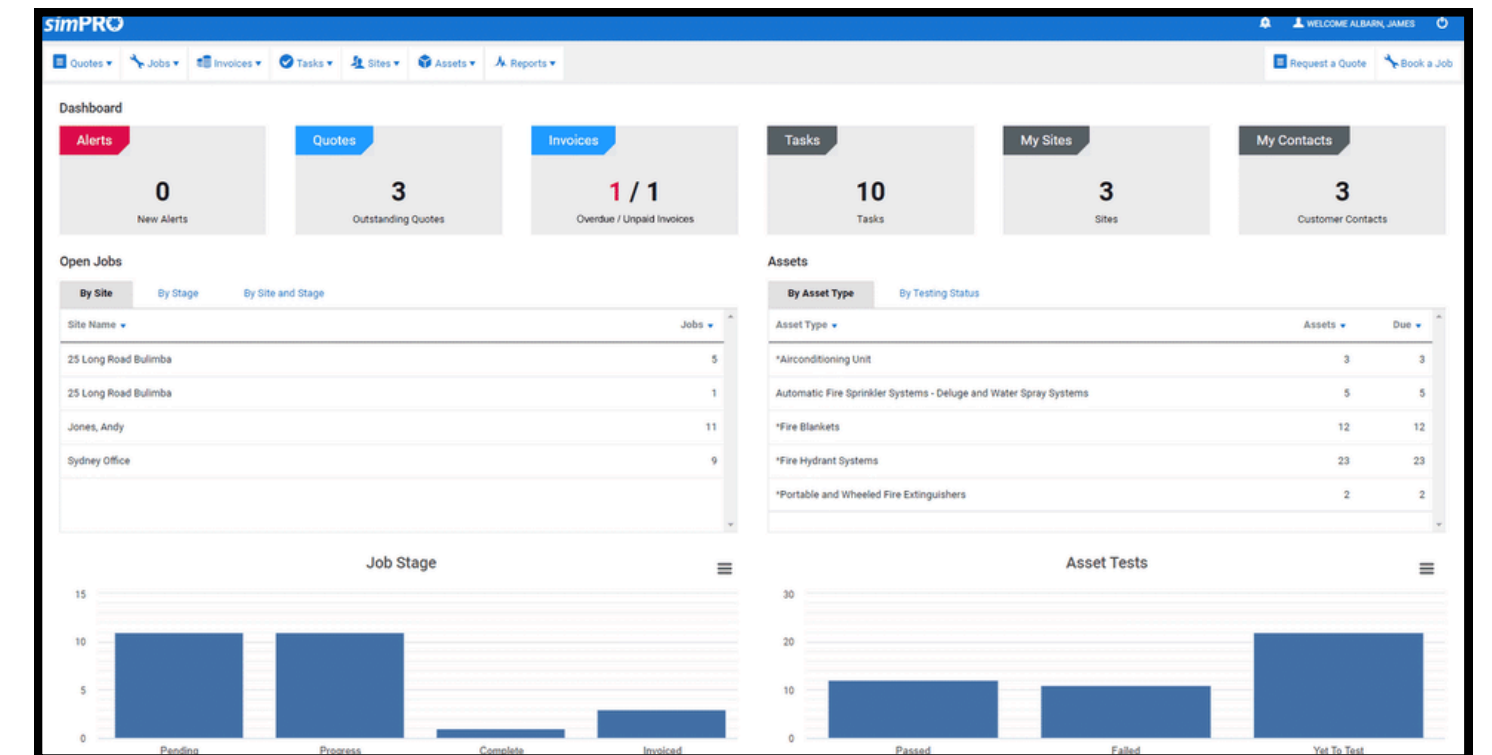 simPRO
WELCOME ALBARN, JAMES
Quotes Jobs Invoices Tasks Sites Assets Reports
Request a Quote Book a Job
Dashboard
Alerts
0
New Alerts
Quotes
3
Outstanding Quotes
Invoices
1 / 1
Overdue / Unpaid Invoices
Tasks
10
Tasks
My Sites
3
Sites
My Contacts
3
Customer Contacts
Open Jobs
By Site By Stage By Site and Stage
Site Name Jobs
25 Long Road Bulimba 5
25 Long Road Bulimba 1
Jones, Andy 11
Sydney Office 9
Assets
By Asset Type By Testing Status
Asset Type Assets Due
*Airconditioning Unit 3 3
Automatic Fire Sprinkler Systems - Deluge and Water Spray Systems 5 5
*Fire Blankets 12 12
*Fire Hydrant Systems 23 23
*Portable and Wheeled Fire Extinguishers 2 2
Job Stage
15
10
5
0
Pending Progress Complete Invoiced
Asset Tests
30
20
10
0
Passed Failed Yet To Test